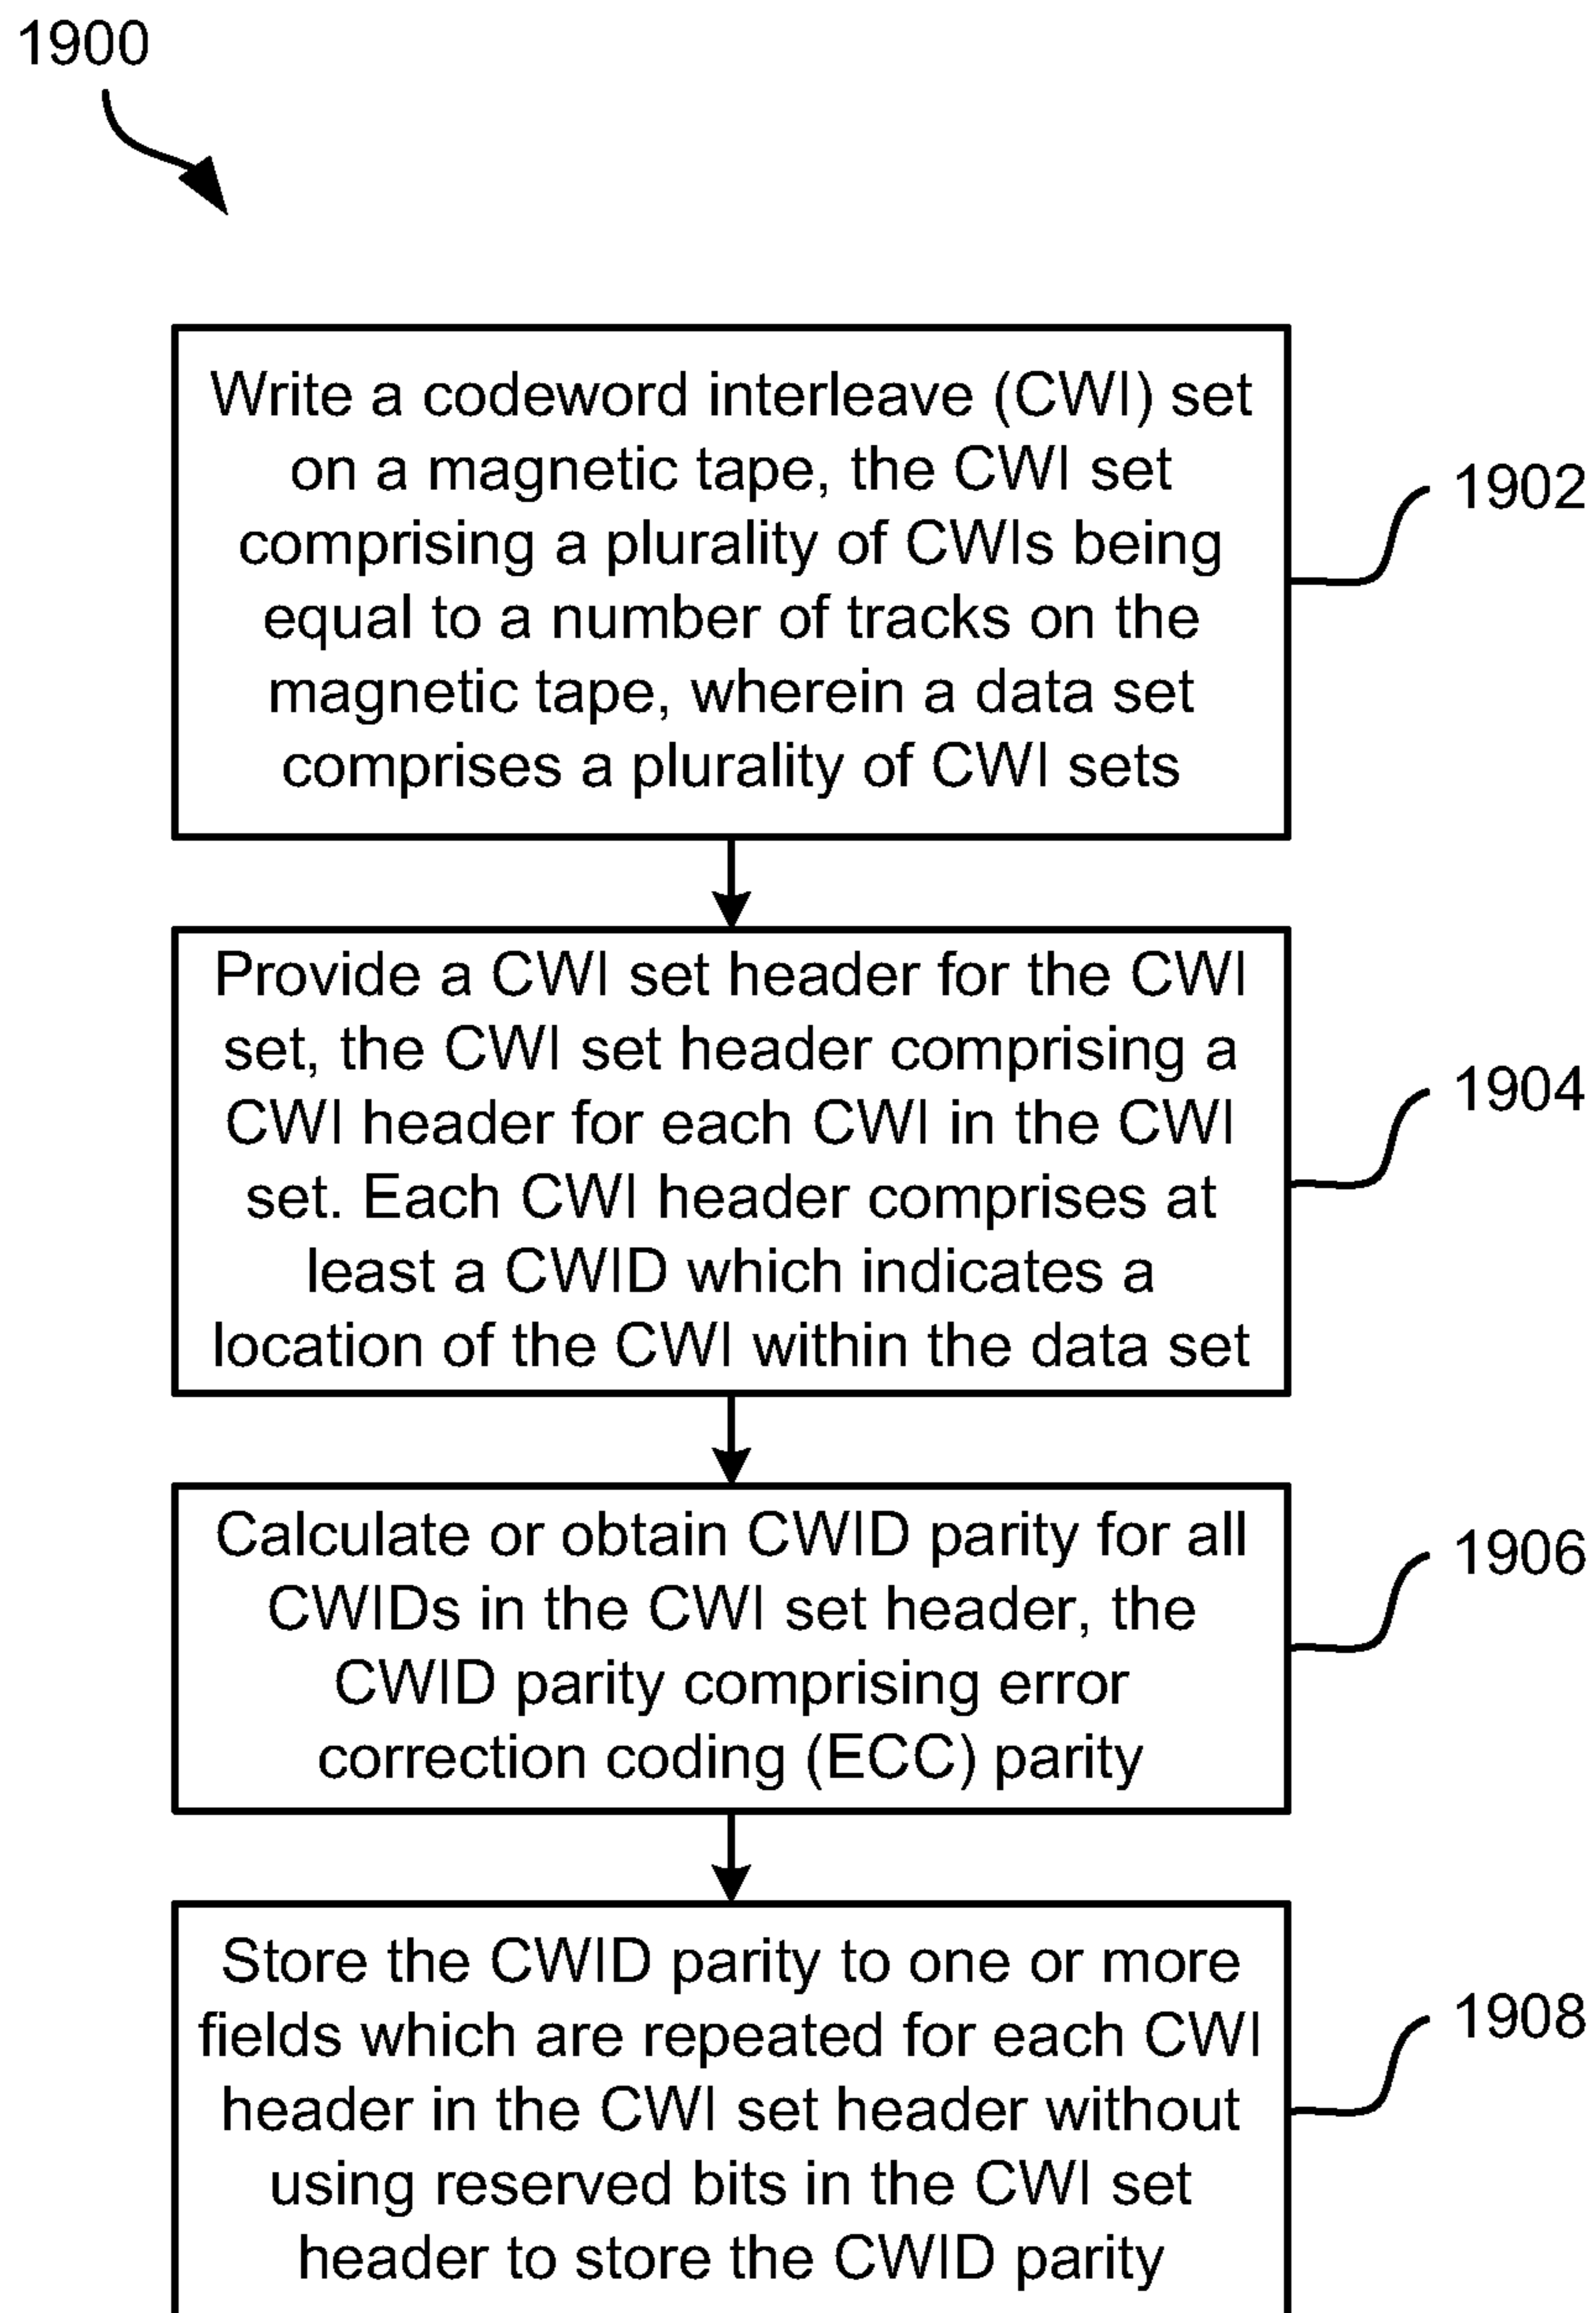 1900
Write a codeword interleave (CWI) set
on a magnetic tape, the CWI set
comprising a plurality of CWIs being
equal to a number of tracks on the
magnetic tape, wherein a data set
comprises a plurality of CWI sets
1902
Provide a CWI set header for the CWI
set, the CWI set header comprising a
CWI header for each CWI in the CWI
set. Each CWI header comprises at
least a CWID which indicates a
location of the CWI within the data set
1904
Calculate or obtain CWID parity for all
CWIDs in the CWI set header, the
CWID parity comprising error
correction coding (ECC) parity
1906
Store the CWID parity to one or more
fields which are repeated for each CWI
header in the CWI set header without
using reserved bits in the CWI set
header to store the CWID parity
1908